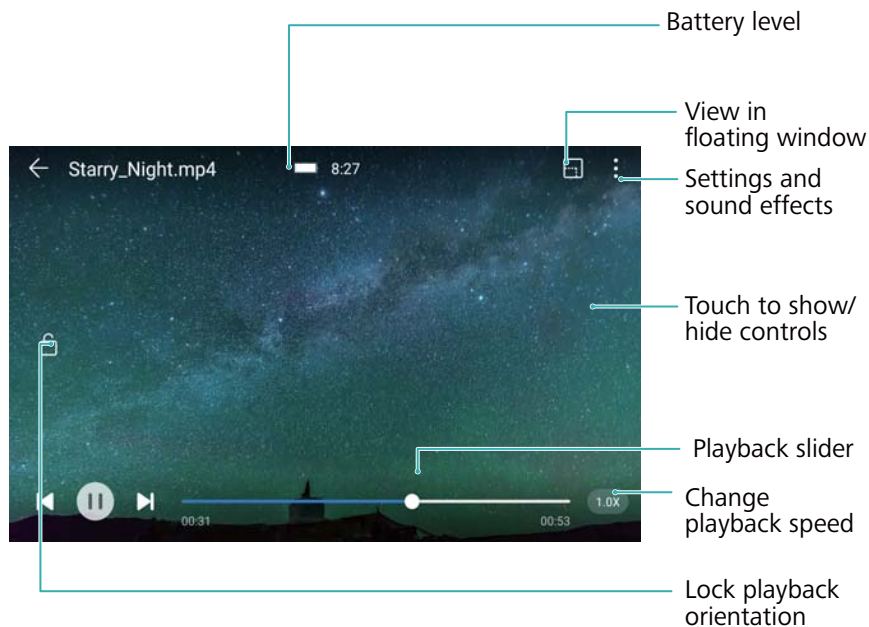 Battery level
View in
floating window
Starry_Night.mp4
8:27
Settings and
sound effects
Touch to show/
hide controls
Playback slider
1.0X
Change
playback speed
00:31
00:53
Lock playback
orientation